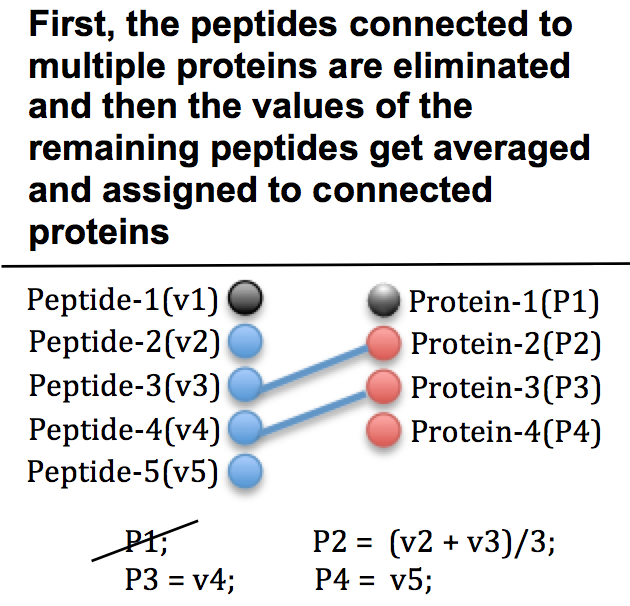 First, the peptides connected to
multiple proteins are eliminated
and then the values of the
remaining peptides get averaged
and assigned to connected
proteins
Peptide-1(v1) Protein-1(P1)
Peptide-2(v2) Protein-2(P2)
Peptide-3(v3) Protein-3(P3)
Peptide-4(v4) Protein-4(P4)
Peptide-5(v5)
P1; P2 = (v2 + v3)/3;
P3 = v4; P4 = v5;